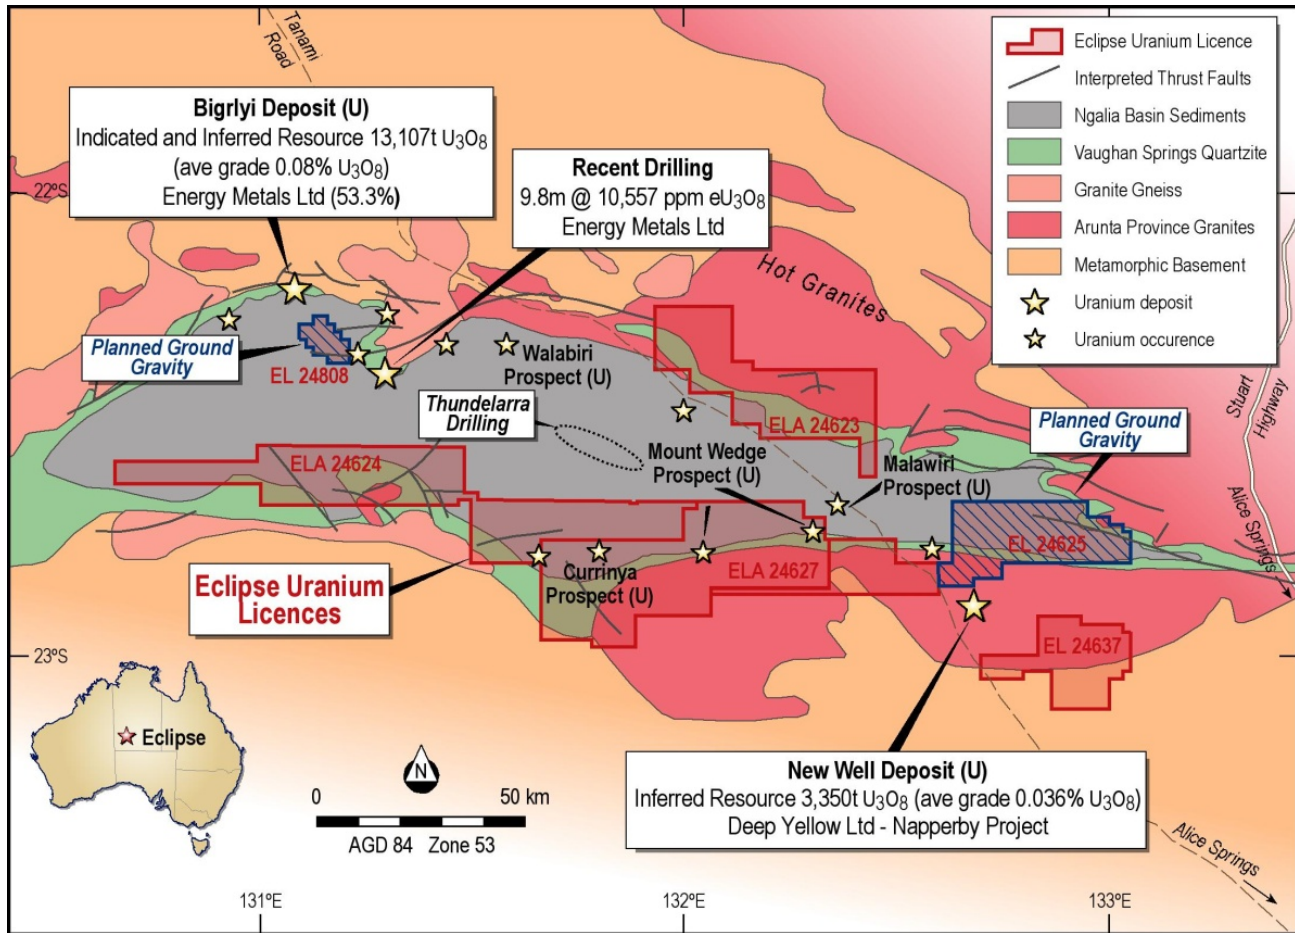 Tanami
Road
Bigrlyi Deposit (U)
Indicated and Inferred Resource 13,107t U3O8
(ave grade 0.08% U3O8)
Energy Metals Ltd (53.3%)
Recent Drilling
9.8m @ 10,557 ppm eU3O8
Energy Metals Ltd
Eclipse Uranium Licence
Interpreted Thrust Faults
Ngalia Basin Sediments
Vaughan Springs Quartzite
Granite Gneiss
Arunta Province Granites
Metamorphic Basement
Uranium deposit
Uranium occurence
22ºS
Hot Granites
Planned Ground
Gravity
EL 24808
Walabiri
Prospect (U)
Thundelarra
Drilling
ELA 24623
ELA 24624
Mount Wedge
Prospect (U)
Malawiri
Prospect (U)
Planned Ground
Gravity
Stuart
Highway
Alice Springs
EL 24625
Eclipse Uranium
Licences
Currinya
Prospect (U)
ELA 24627
EL 24637
23ºS
Eclipse
N
0 50 km
AGD 84 Zone 53
New Well Deposit (U)
Inferred Resource 3,350t U3O8 (ave grade 0.036% U3O8)
Deep Yellow Ltd - Napperby Project
Alice Springs
131ºE 132ºE 133ºE